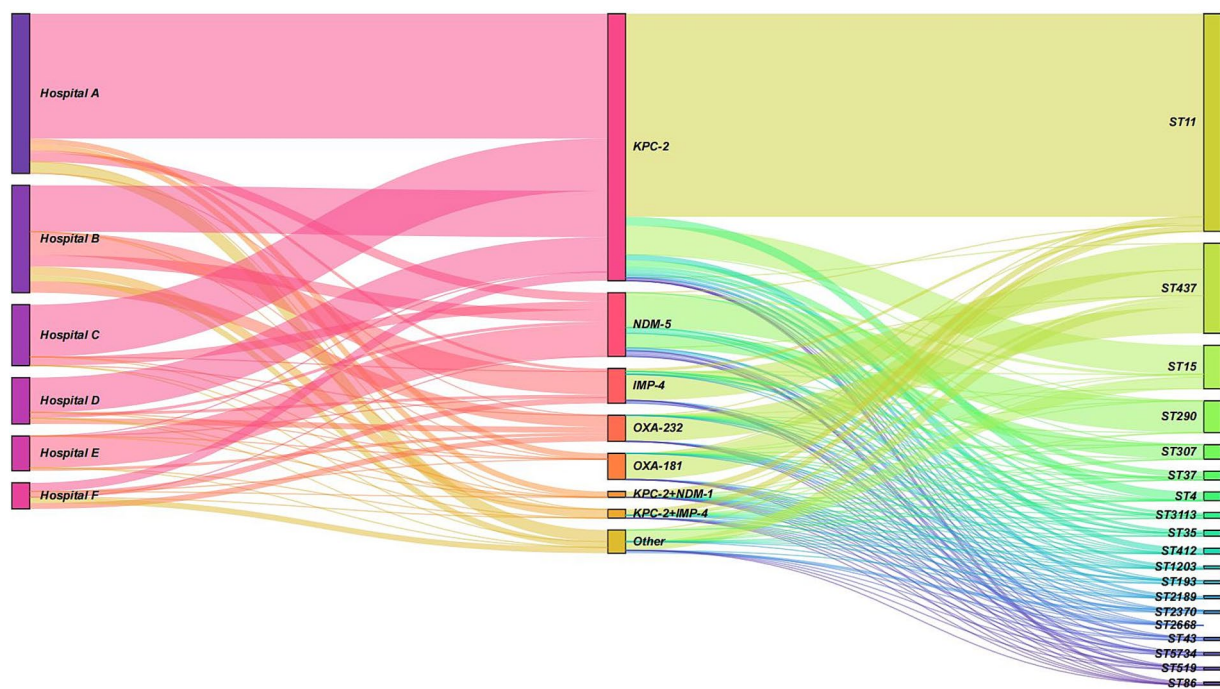 Hospital A
Hospital B
Hospital C
Hospital D
Hospital E
Hospital F
KPC-2
NDM-5
IMP-4
OXA-232
OXA-181
KPC-2+NDM-1
KPC-2+IMP-4
Other
ST11
ST437
ST15
ST290
ST307
ST37
ST4
ST3113
ST35
ST412
ST1203
ST193
ST2189
ST2370
ST2668
ST43
ST5734
ST519
ST86